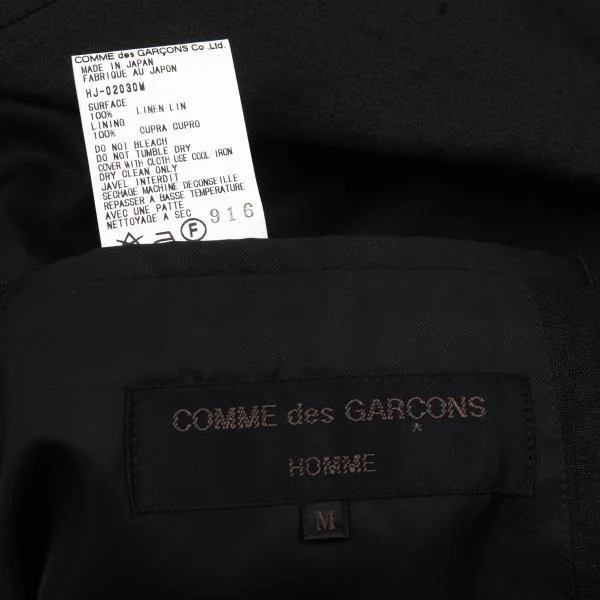 COMME des GARÇONS Co.,Ltd.
MADE IN JAPAN
FABRIQUE AU JAPON
HJ-02030M
SURFACE
100% LINEN LIN
LINING
100% CUPRA CUPRO
DO NOT BLEACH
DO NOT TUMBLE DRY
COVER WITH CLOTH USE COOL IRON
DRY CLEAN ONLY
JAVEL INTERDIT
SECHAGE MACHINE DECONSEILLE
REPASSER A BASSE TEMPERATURE
AVEC UNE PATTE
NETTOYAGE A SEC
916
F
COMME des GARÇONS
HOMME
M